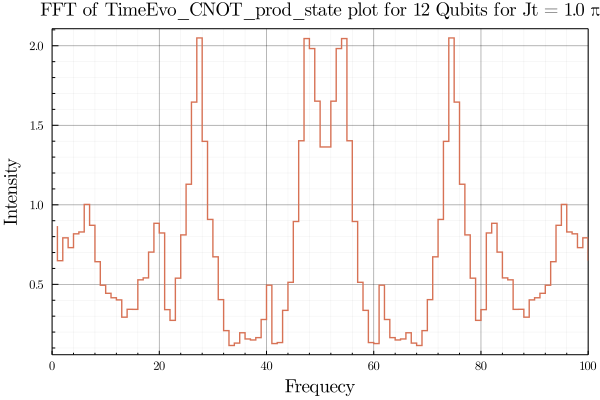 FFT of TimeEvo_CNOT_prod_state plot for 12 Qubits for Jt = 1.0 π
2.0
1.5
1.0
0.5
Intensity
0 20 40 60 80 100
Frequecy